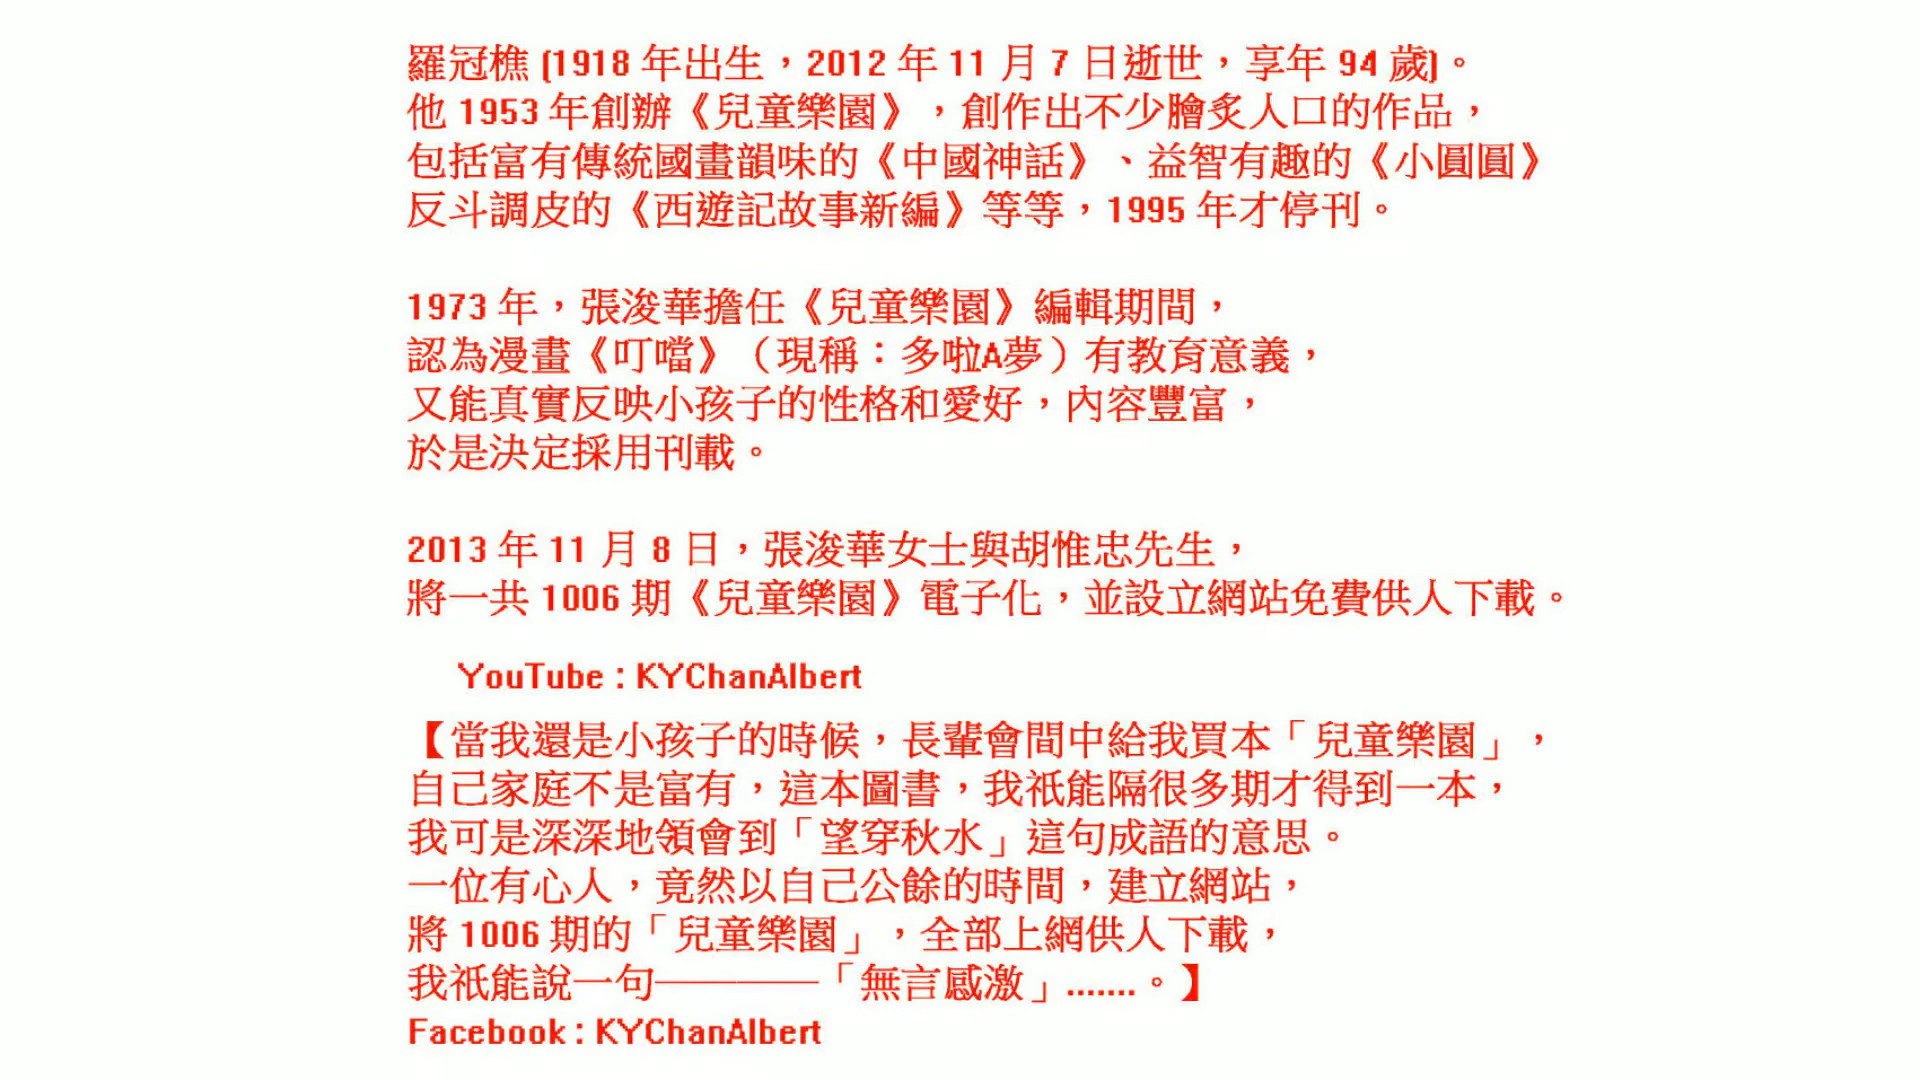 羅冠樵 (1918 年出生，2012 年 11 月 7 日逝世，享年 94 歲)。
他 1953 年創辦《兒童樂園》，創作出不少膾炙人口的作品，
包括富有傳統國畫韻味的《中國神話》、益智有趣的《小圓圓》
反斗調皮的《西遊記故事新編》等等，1995 年才停刊。
1973 年，張浚華擔任《兒童樂園》編輯期間，
認為漫畫《叮噹》（現稱：多啦A夢）有教育意義，
又能真實反映小孩子的性格和愛好，內容豐富，
於是決定採用刊載。
2013 年 11 月 8 日，張浚華女士與胡惟忠先生，
將一共 1006 期《兒童樂園》電子化，並設立網站免費供人下載。
YouTube : KYChanAlbert
【當我還是小孩子的時候，長輩會間中給我買本「兒童樂園」，
自己家庭不是富有，這本圖書，我祇能隔很多期才得到一本，
我可是深深地領會到「望穿秋水」這句成語的意思。
一位有心人，竟然以自己公餘的時間，建立網站，
將 1006 期的「兒童樂園」，全部上網供人下載，
我祇能說一句————「無言感激」.......。】
Facebook : KYChanAlbert